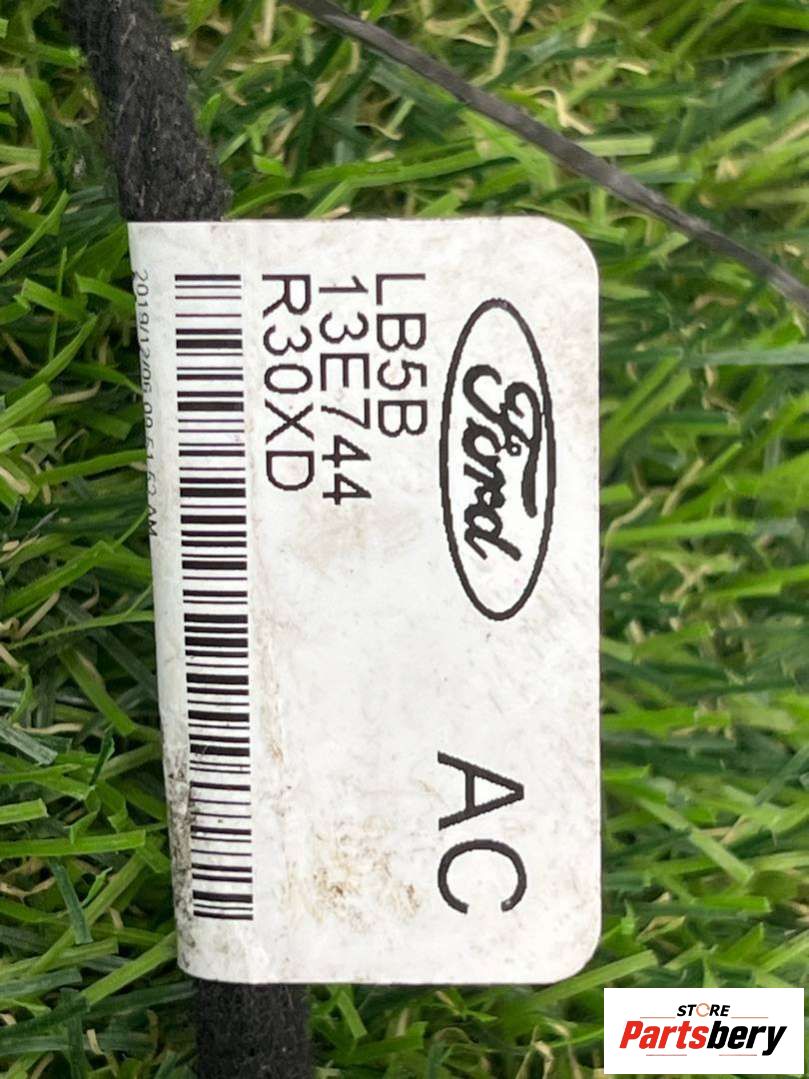 Ford
AC
LB5B
13E744
R30XD
STORE
Partsbery